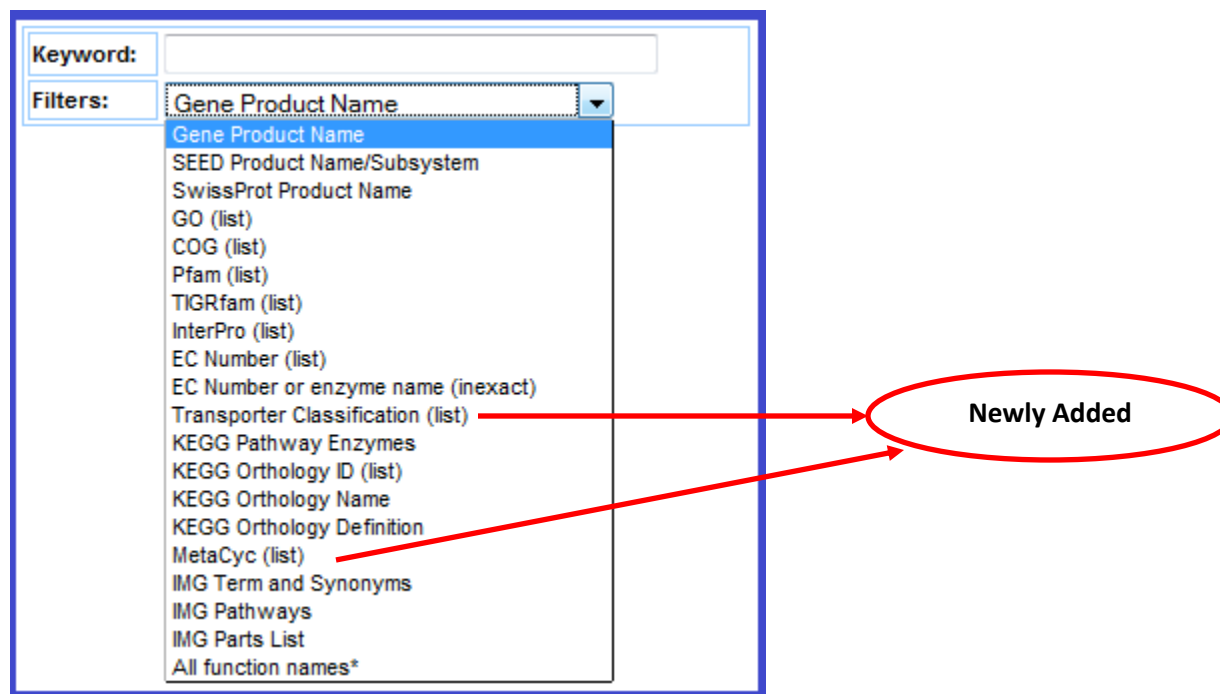 Keyword:
Filters: Gene Product Name
Gene Product Name
SEED Product Name/Subsystem
SwissProt Product Name
GO (list)
COG (list)
Pfam (list)
TIGRfam (list)
InterPro (list)
EC Number (list)
EC Number or enzyme name (inexact)
Transporter Classification (list)
Newly Added
KEGG Pathway Enzymes
KEGG Orthology ID (list)
KEGG Orthology Name
KEGG Orthology Definition
MetaCyc (list)
IMG Term and Synonyms
IMG Pathways
IMG Parts List
All function names*